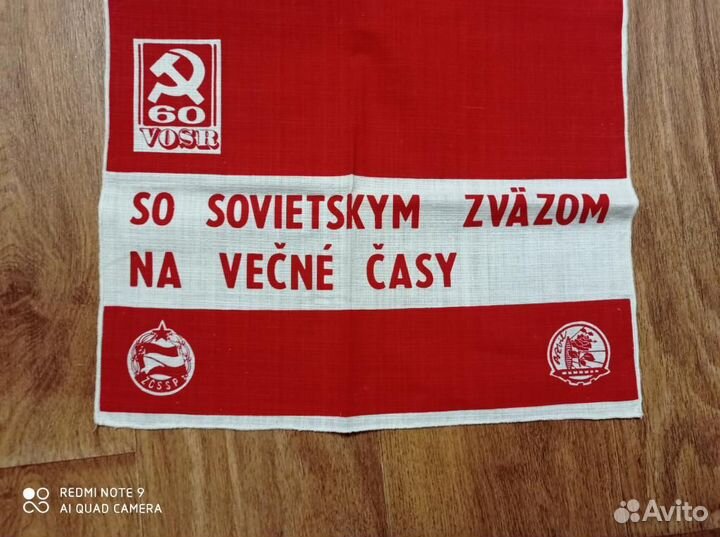 60
VOSR
SO SOVIETSKYM ZVÄZOM
NA VEČNÉ ČASY
ZČSSP
REDMI NOTE 9
AI QUAD CAMERA
Avito